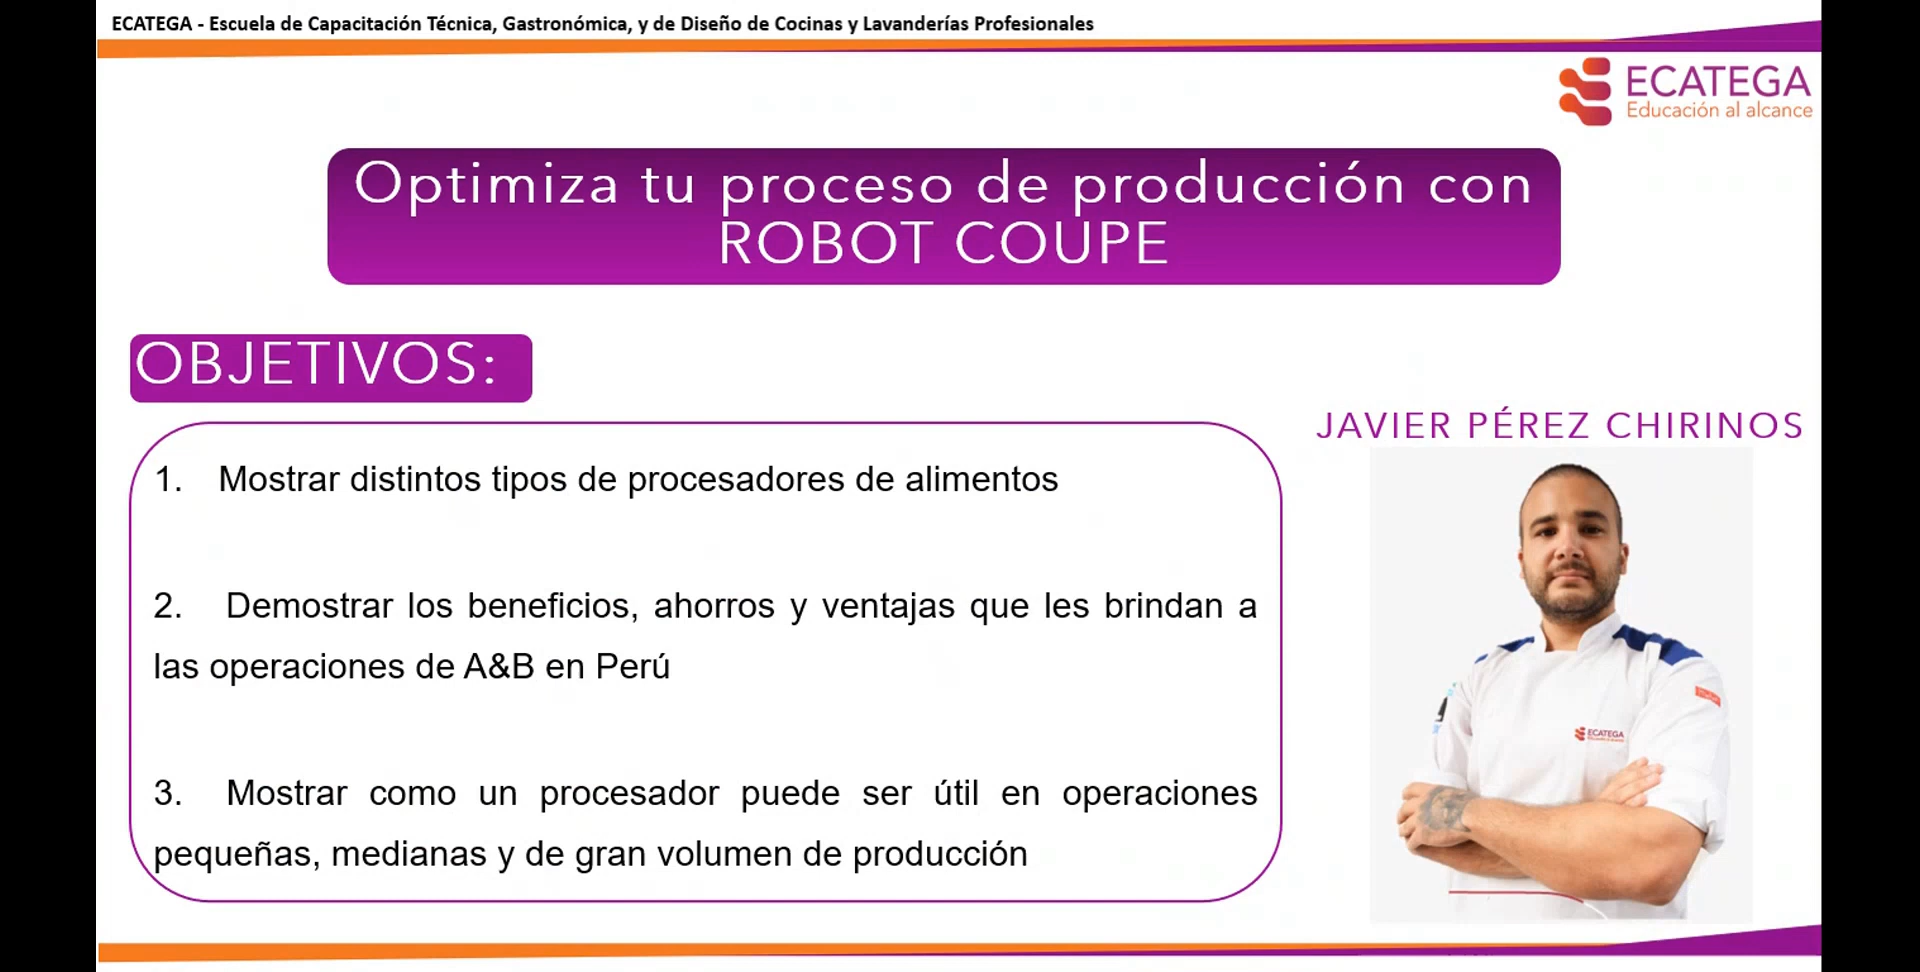 ECATEGA - Escuela de Capacitación Técnica, Gastronómica, y de Diseño de Cocinas y Lavanderías Profesionales
ECATEGA
Educación al alcance
Optimiza tu proceso de producción con
ROBOT COUPE
OBJETIVOS:
1. Mostrar distintos tipos de procesadores de alimentos
2. Demostrar los beneficios, ahorros y ventajas que les brindan a
las operaciones de A&B en Perú
3. Mostrar como un procesador puede ser útil en operaciones
pequeñas, medianas y de gran volumen de producción
JAVIER PÉREZ CHIRINOS
ECATEGA